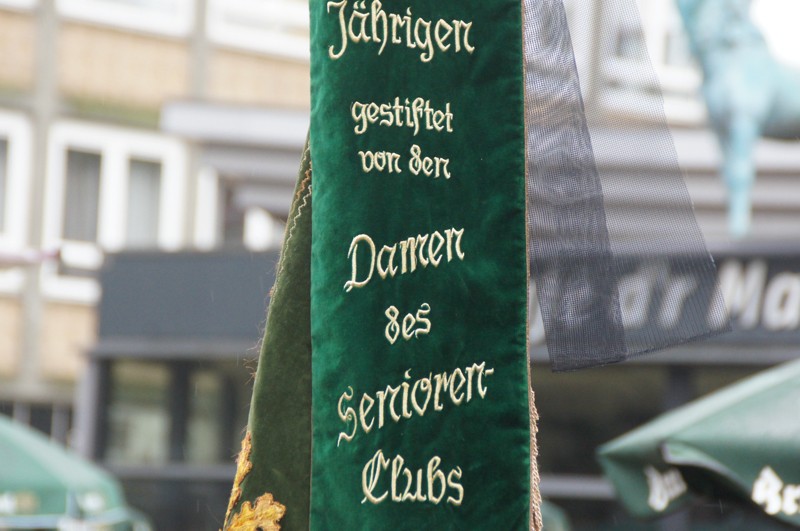 Jährigen
gestiftet
von den
Damen
des
Senioren-
Clubs